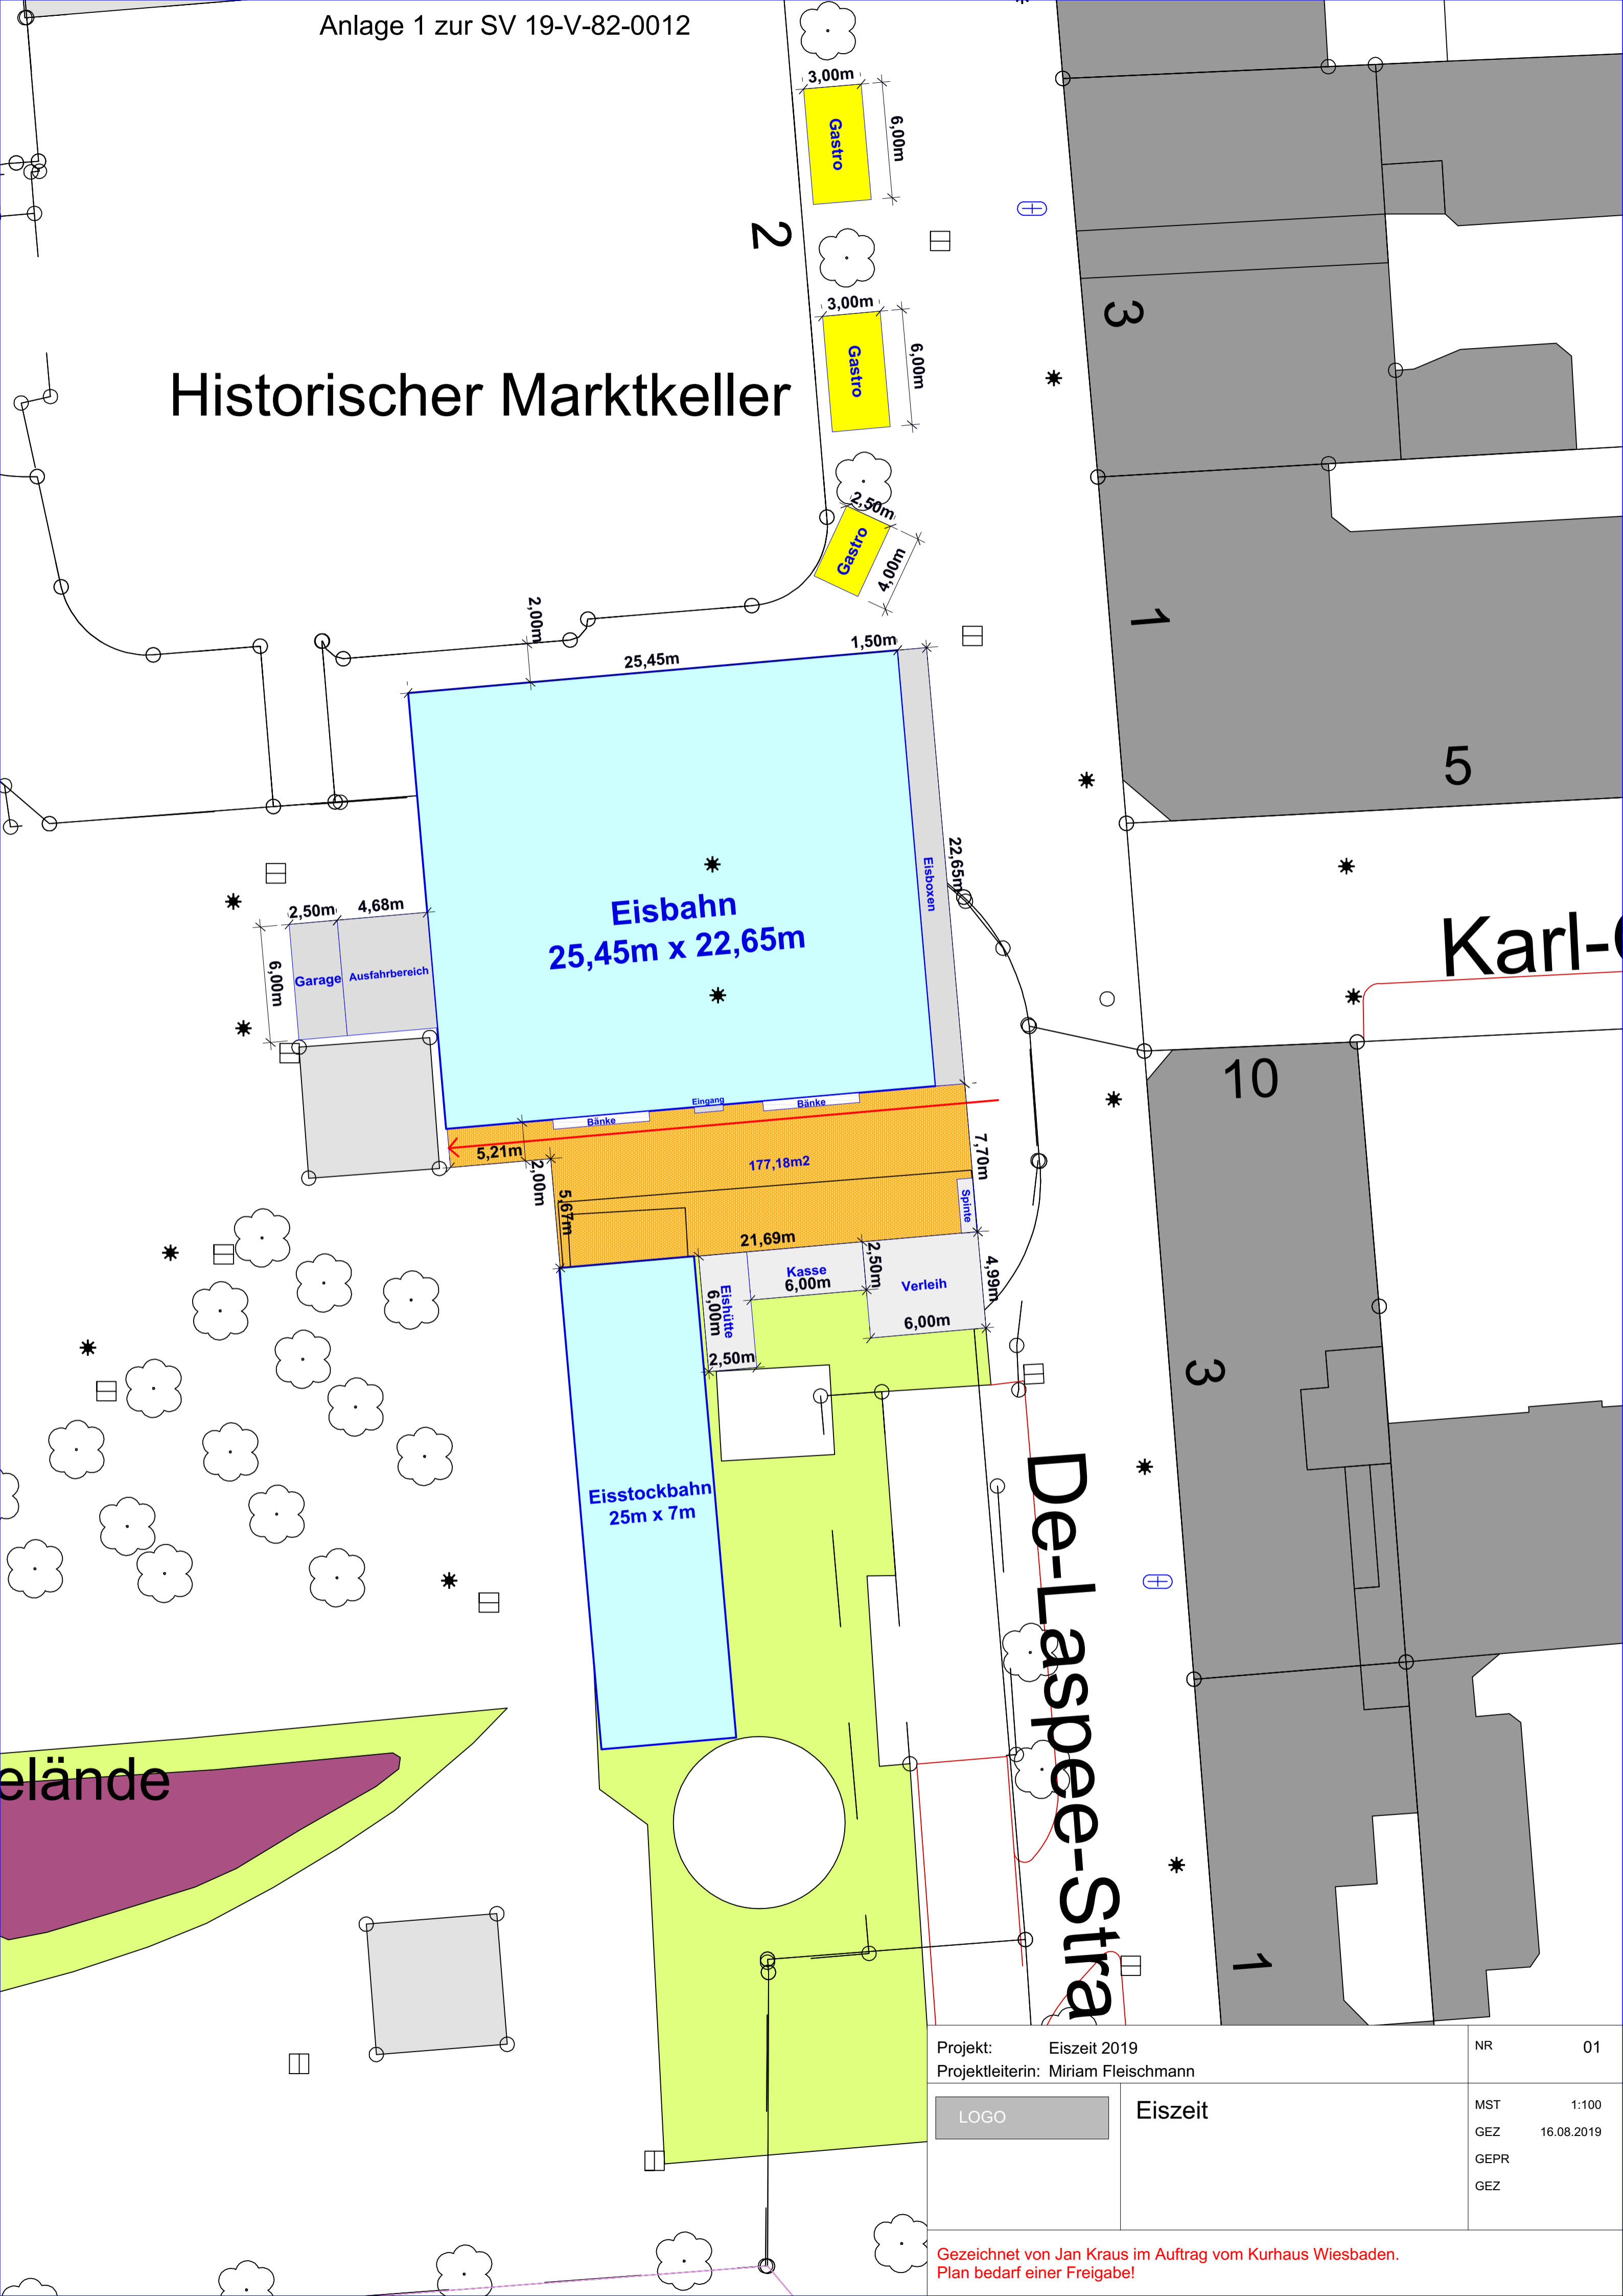 Anlage 1 zur SV 19-V-82-0012
3,00m
Gastro
6,00m
2
3,00m
Gastro
6,00m
3
Historischer Marktkeller
2,50m
Gastro
4,00m
2,00m
25,45m
1,50m
1
5
Eisboxen
22,65m
Eisbahn
25,45m x 22,65m
2,50m
4,68m
Garage
Ausfahrbereich
6,00m
Karl-
10
Bänke
Eingang
Bänke
5,21m
2,00m
177,18m2
7,70m
5,67m
Spinte
21,69m
2,50m
4,99m
Eishütte
6,00m
Kasse
6,00m
Verleih
6,00m
2,50m
3
Eisstockbahn
25m x 7m
De-Laspee-Stra
elände
1
Projekt: Eiszeit 2019
Projektleiterin: Miriam Fleischmann
NR 01
LOGO
Eiszeit
MST 1:100
GEZ 16.08.2019
GEPR
GEZ
Gezeichnet von Jan Kraus im Auftrag vom Kurhaus Wiesbaden.
Plan bedarf einer Freigabe!